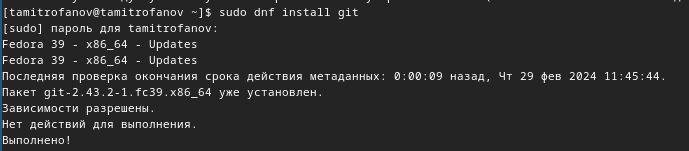 [tamitrofanov@tamitrofanov ~]$ sudo dnf install git
[sudo] пароль для tamitrofanov:
Fedora 39 - x86_64 - Updates
Fedora 39 - x86_64 - Updates
Последняя проверка окончания срока действия метаданных: 0:00:09 назад, Чт 29 фев 2024 11:45:44.
Пакет git-2.43.2-1.fc39.x86_64 уже установлен.
Зависимости разрешены.
Нет действий для выполнения.
Выполнено!